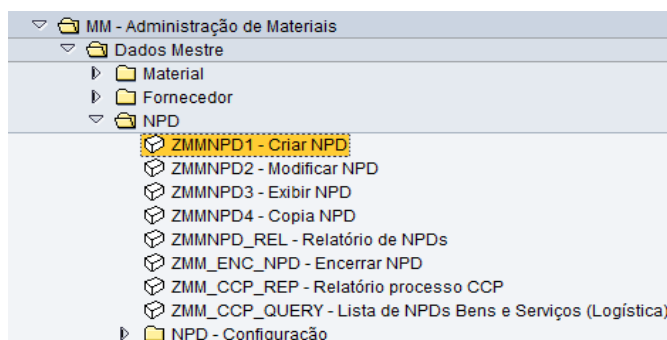 MM - Administração de Materiais
Dados Mestre
Material
Fornecedor
NPD
ZMMNPD1 - Criar NPD
ZMMNPD2 - Modificar NPD
ZMMNPD3 - Exibir NPD
ZMMNPD4 - Copia NPD
ZMMNPD_REL - Relatório de NPDs
ZMM_ENC_NPD - Encerrar NPD
ZMM_CCP_REP - Relatório processo CCP
ZMM_CCP_QUERY - Lista de NPDs Bens e Serviços (Logística)
NPD - Configuração